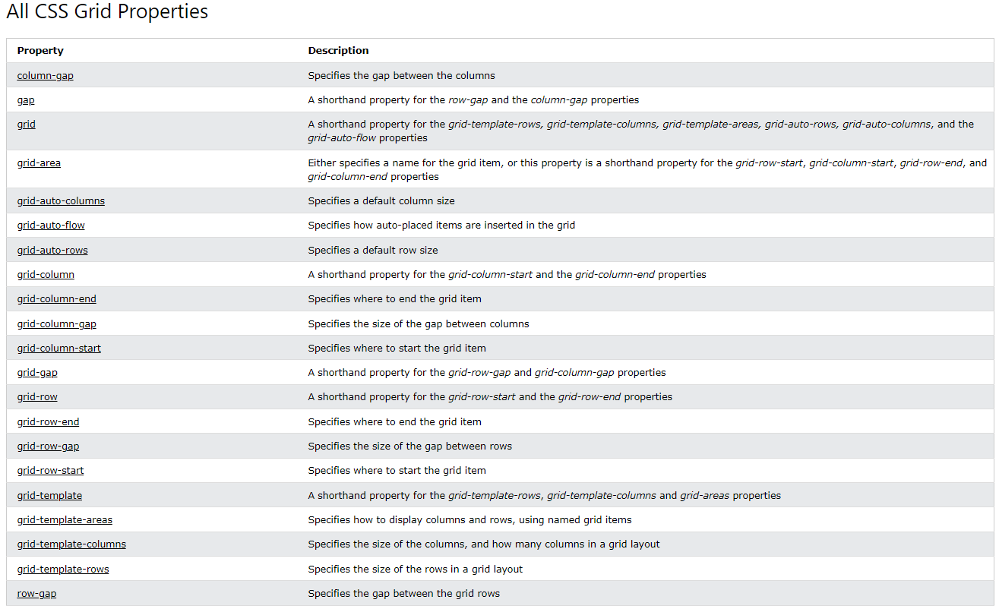 All CSS Grid Properties
Property Description
column-gap Specifies the gap between the columns
gap A shorthand property for the row-gap and the column-gap properties
grid A shorthand property for the grid-template-rows, grid-template-columns, grid-template-areas, grid-auto-rows, grid-auto-columns, and the
grid-auto-flow properties
grid-area Either specifies a name for the grid item, or this property is a shorthand property for the grid-row-start, grid-column-start, grid-row-end, and
grid-column-end properties
grid-auto-columns Specifies a default column size
grid-auto-flow Specifies how auto-placed items are inserted in the grid
grid-auto-rows Specifies a default row size
grid-column A shorthand property for the grid-column-start and the grid-column-end properties
grid-column-end Specifies where to end the grid item
grid-column-gap Specifies the size of the gap between columns
grid-column-start Specifies where to start the grid item
grid-gap A shorthand property for the grid-row-gap and grid-column-gap properties
grid-row A shorthand property for the grid-row-start and the grid-row-end properties
grid-row-end Specifies where to end the grid item
grid-row-gap Specifies the size of the gap between rows
grid-row-start Specifies where to start the grid item
grid-template A shorthand property for the grid-template-rows, grid-template-columns and grid-areas properties
grid-template-areas Specifies how to display columns and rows, using named grid items
grid-template-columns Specifies the size of the columns, and how many columns in a grid layout
grid-template-rows Specifies the size of the rows in a grid layout
row-gap Specifies the gap between the grid rows